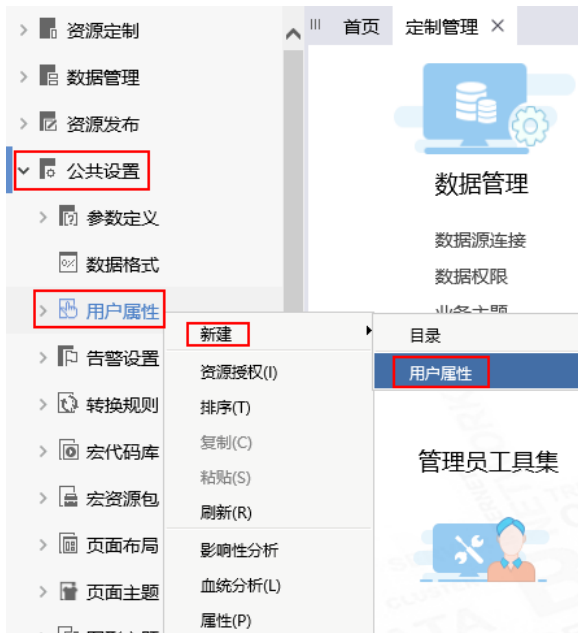 资源定制
数据管理
资源发布
公共设置
参数定义
数据格式
用户属性
告警设置
转换规则
宏代码库
宏资源包
页面布局
页面主题
首页 定制管理
数据管理
数据源连接
数据权限
新建
资源授权(I)
排序(T)
复制(C)
粘贴(S)
刷新(R)
影响性分析
血统分析(L)
属性(P)
目录
用户属性
管理员工具集